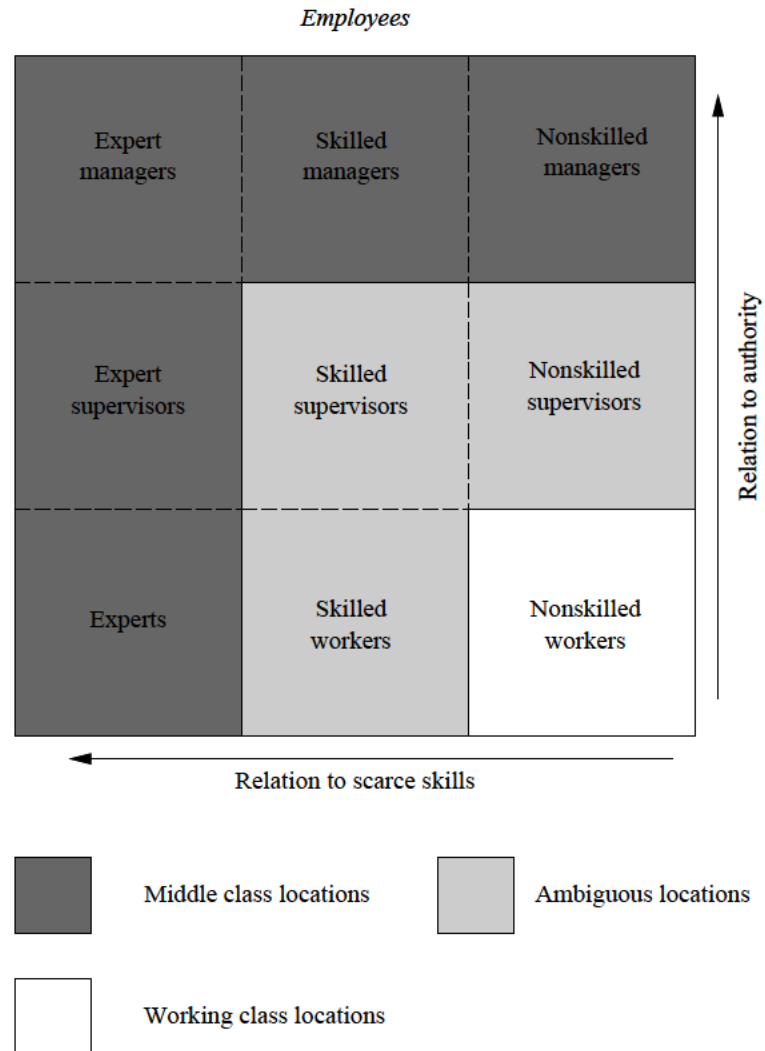 Employees
Expert
managers
Skilled
managers
Nonskilled
managers
Expert
supervisors
Skilled
supervisors
Nonskilled
supervisors
Experts
Skilled
workers
Nonskilled
workers
Relation to authority
Relation to scarce skills
Middle class locations
Ambiguous locations
Working class locations